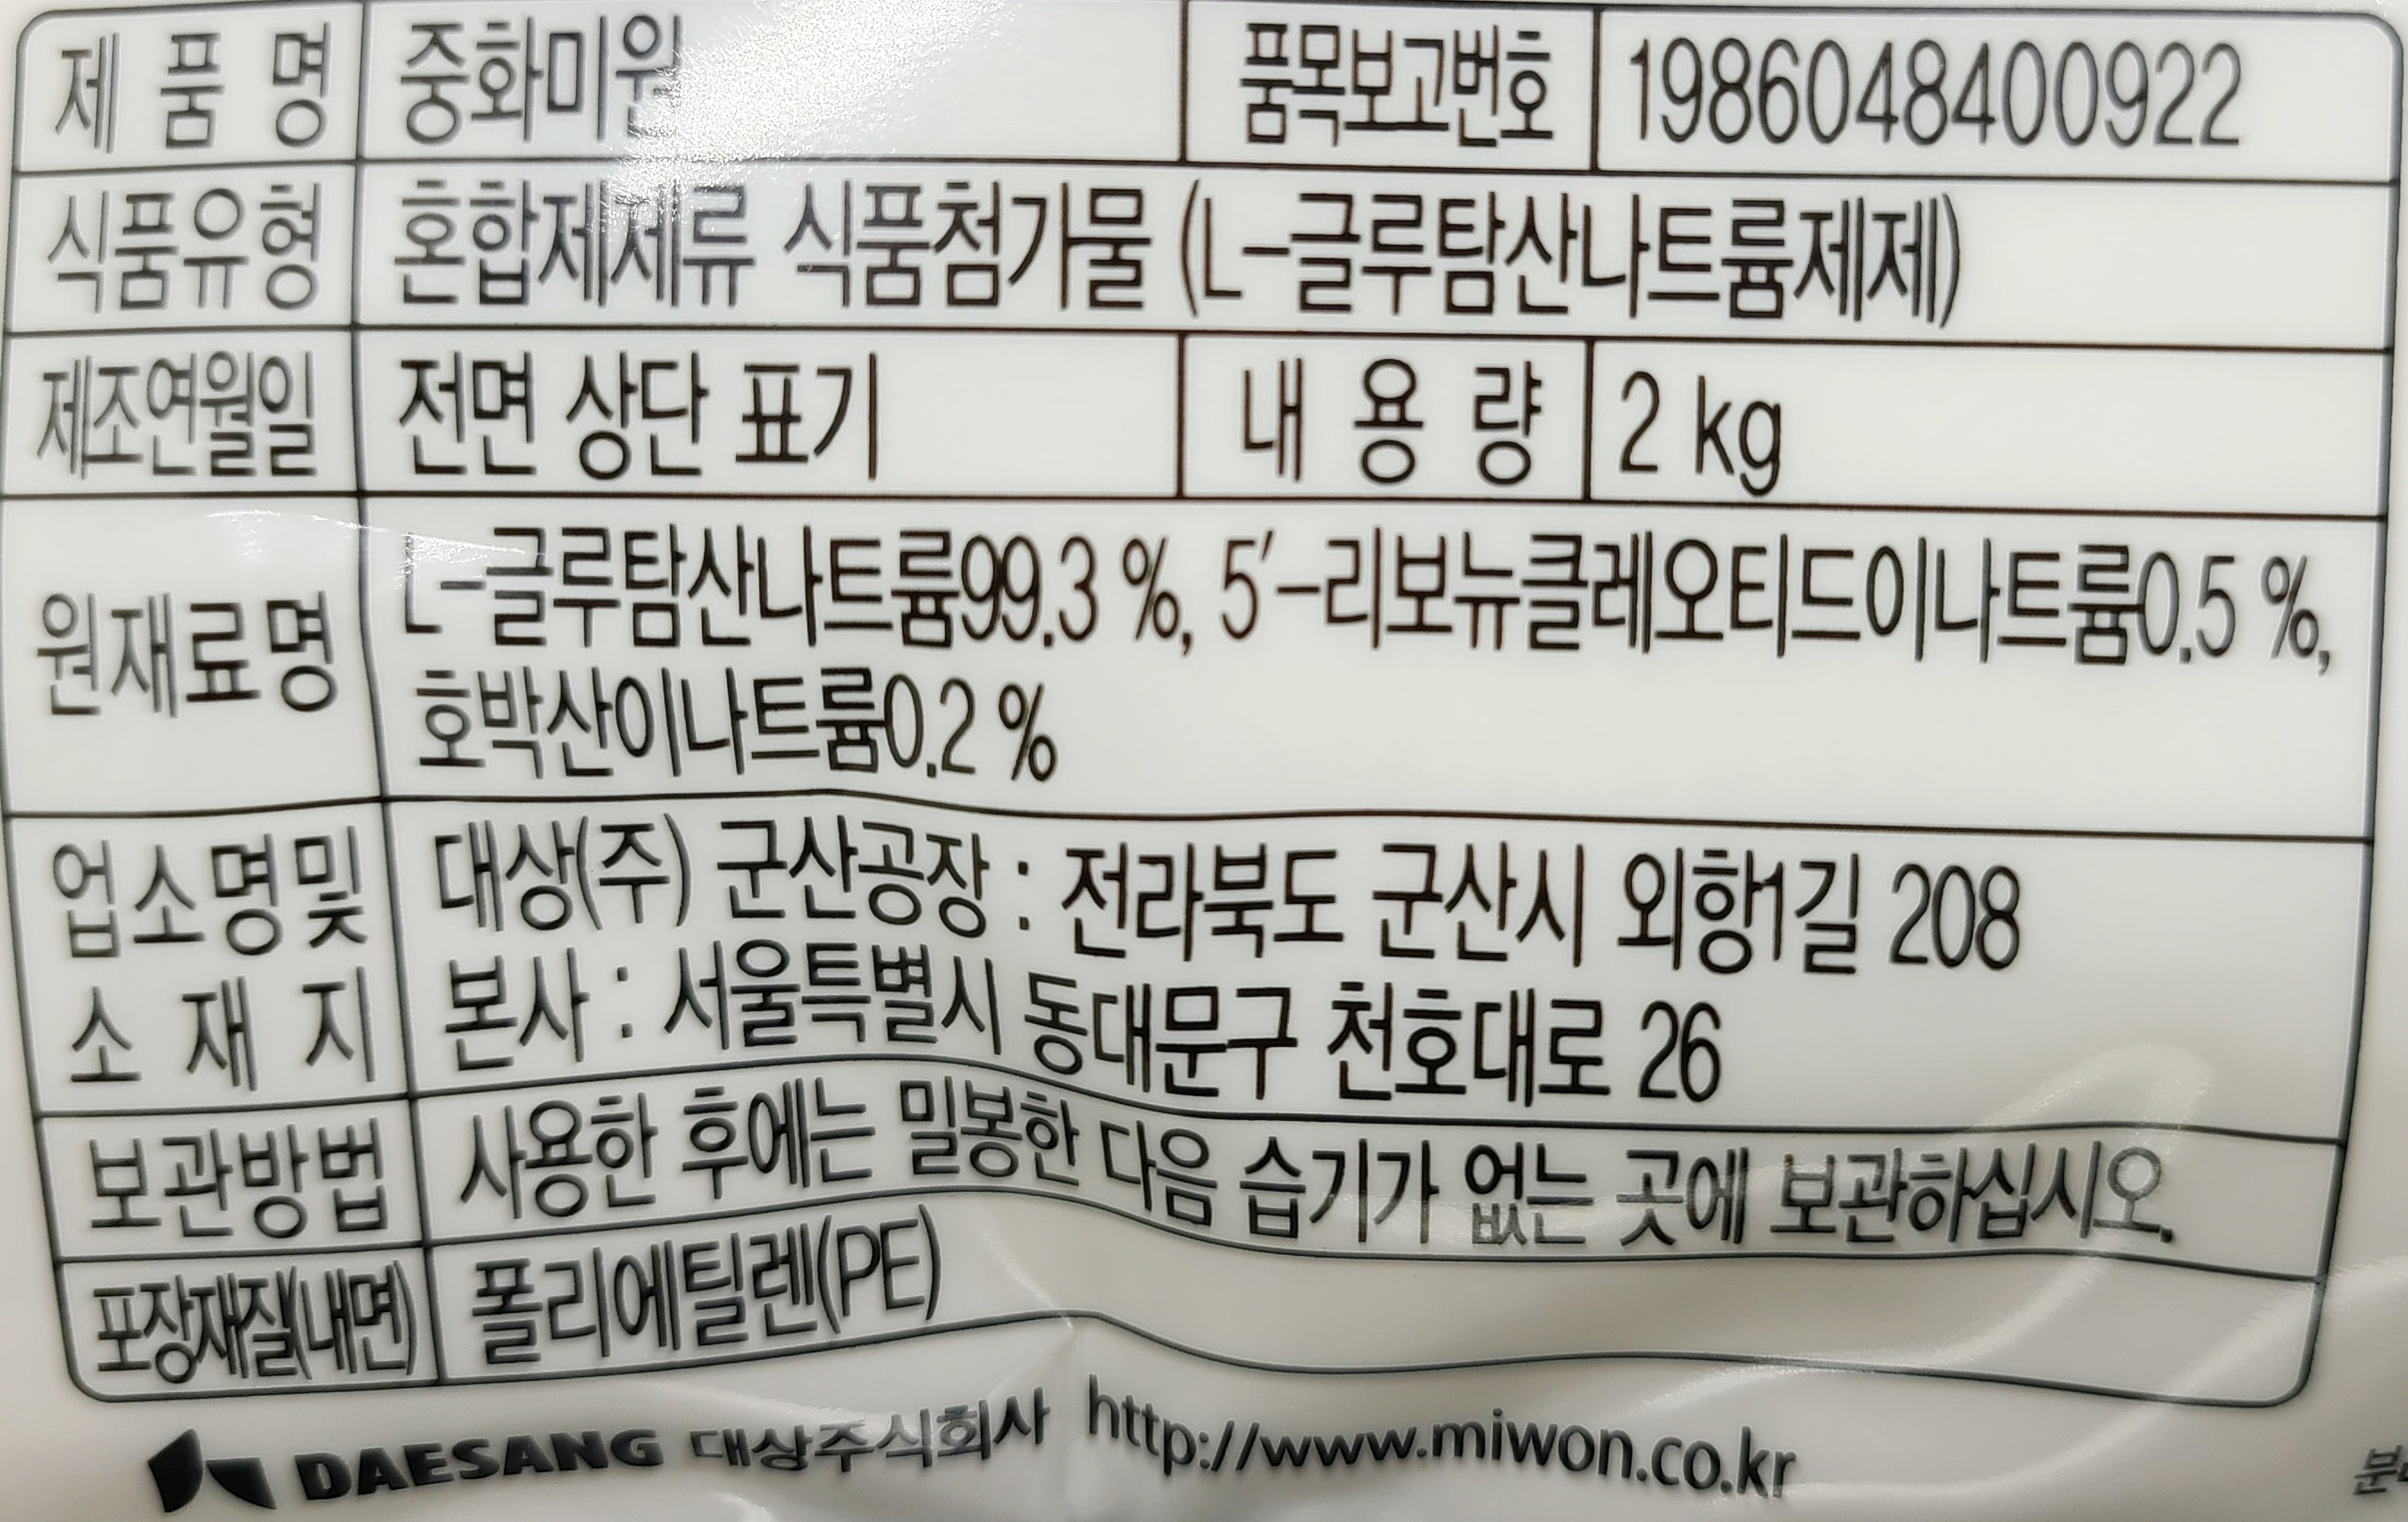 제 품 명 중화미원 품목보고번호 1986048400922
식품유형 혼합제제류 식품첨가물 (L-글루탐산나트륨제제)
제조연월일 전면 상단 표기 내 용 량 2 kg
원재료명 L-글루탐산나트륨99.3 %, 5′-리보뉴클레오티드이나트륨0.5 %,
호박산이나트륨0.2 %
업소명및 대상(주) 군산공장 : 전라북도 군산시 외항1길 208
소 재 지 본사 : 서울특별시 동대문구 천호대로 26
보관방법 사용한 후에는 밀봉한 다음 습기가 없는 곳에 보관하십시오.
포장재질(내면) 폴리에틸렌(PE)
DAESANG 대상주식회사 http://www.miwon.co.kr